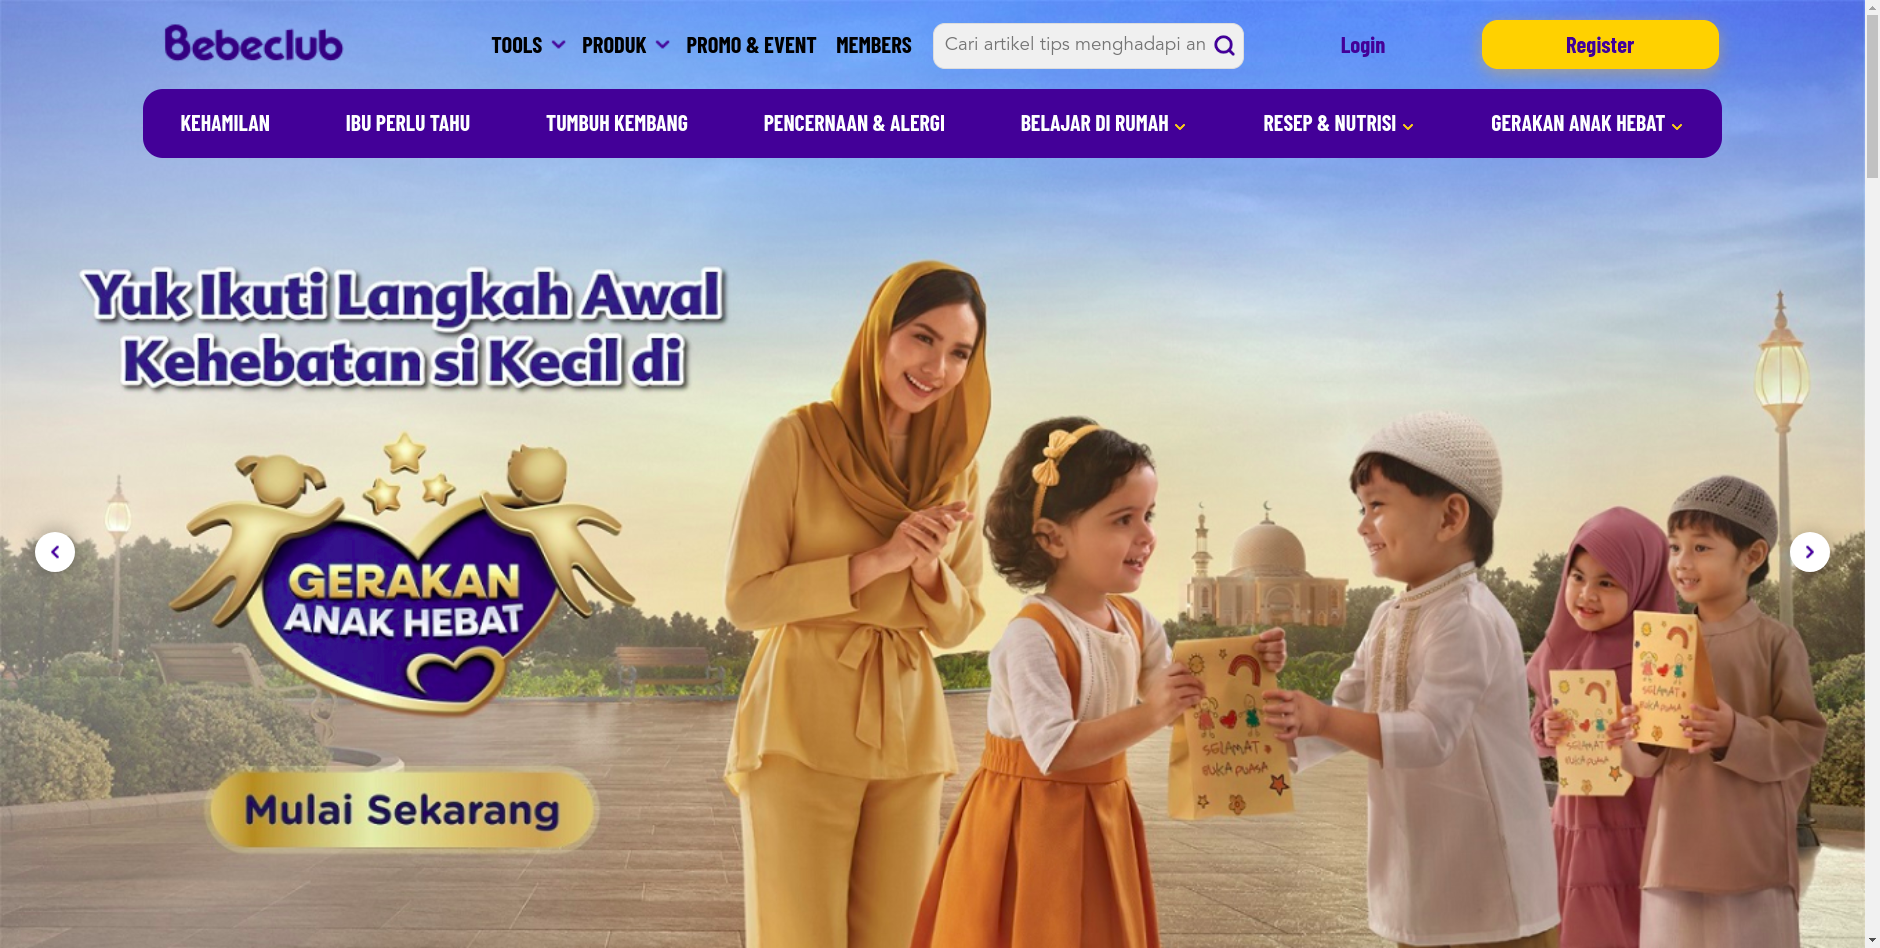 Bebeclub
TOOLS
PRODUK
PROMO & EVENT
MEMBERS
Cari artikel tips menghadapi an
Login
Register
KEHAMILAN
IBU PERLU TAHU
TUMBUH KEMBANG
PENCERNAAN & ALERGI
BELAJAR DI RUMAH
RESEP & NUTRISI
GERAKAN ANAK HEBAT
Yuk Ikuti Langkah Awal
Kehebatan si Kecil di
GERAKAN
ANAK HEBAT
Mulai Sekarang
SELAMAT
BUKA PUASA
SELAMAT
BUKA PUASA
SELAMAT
BUKA PUASA